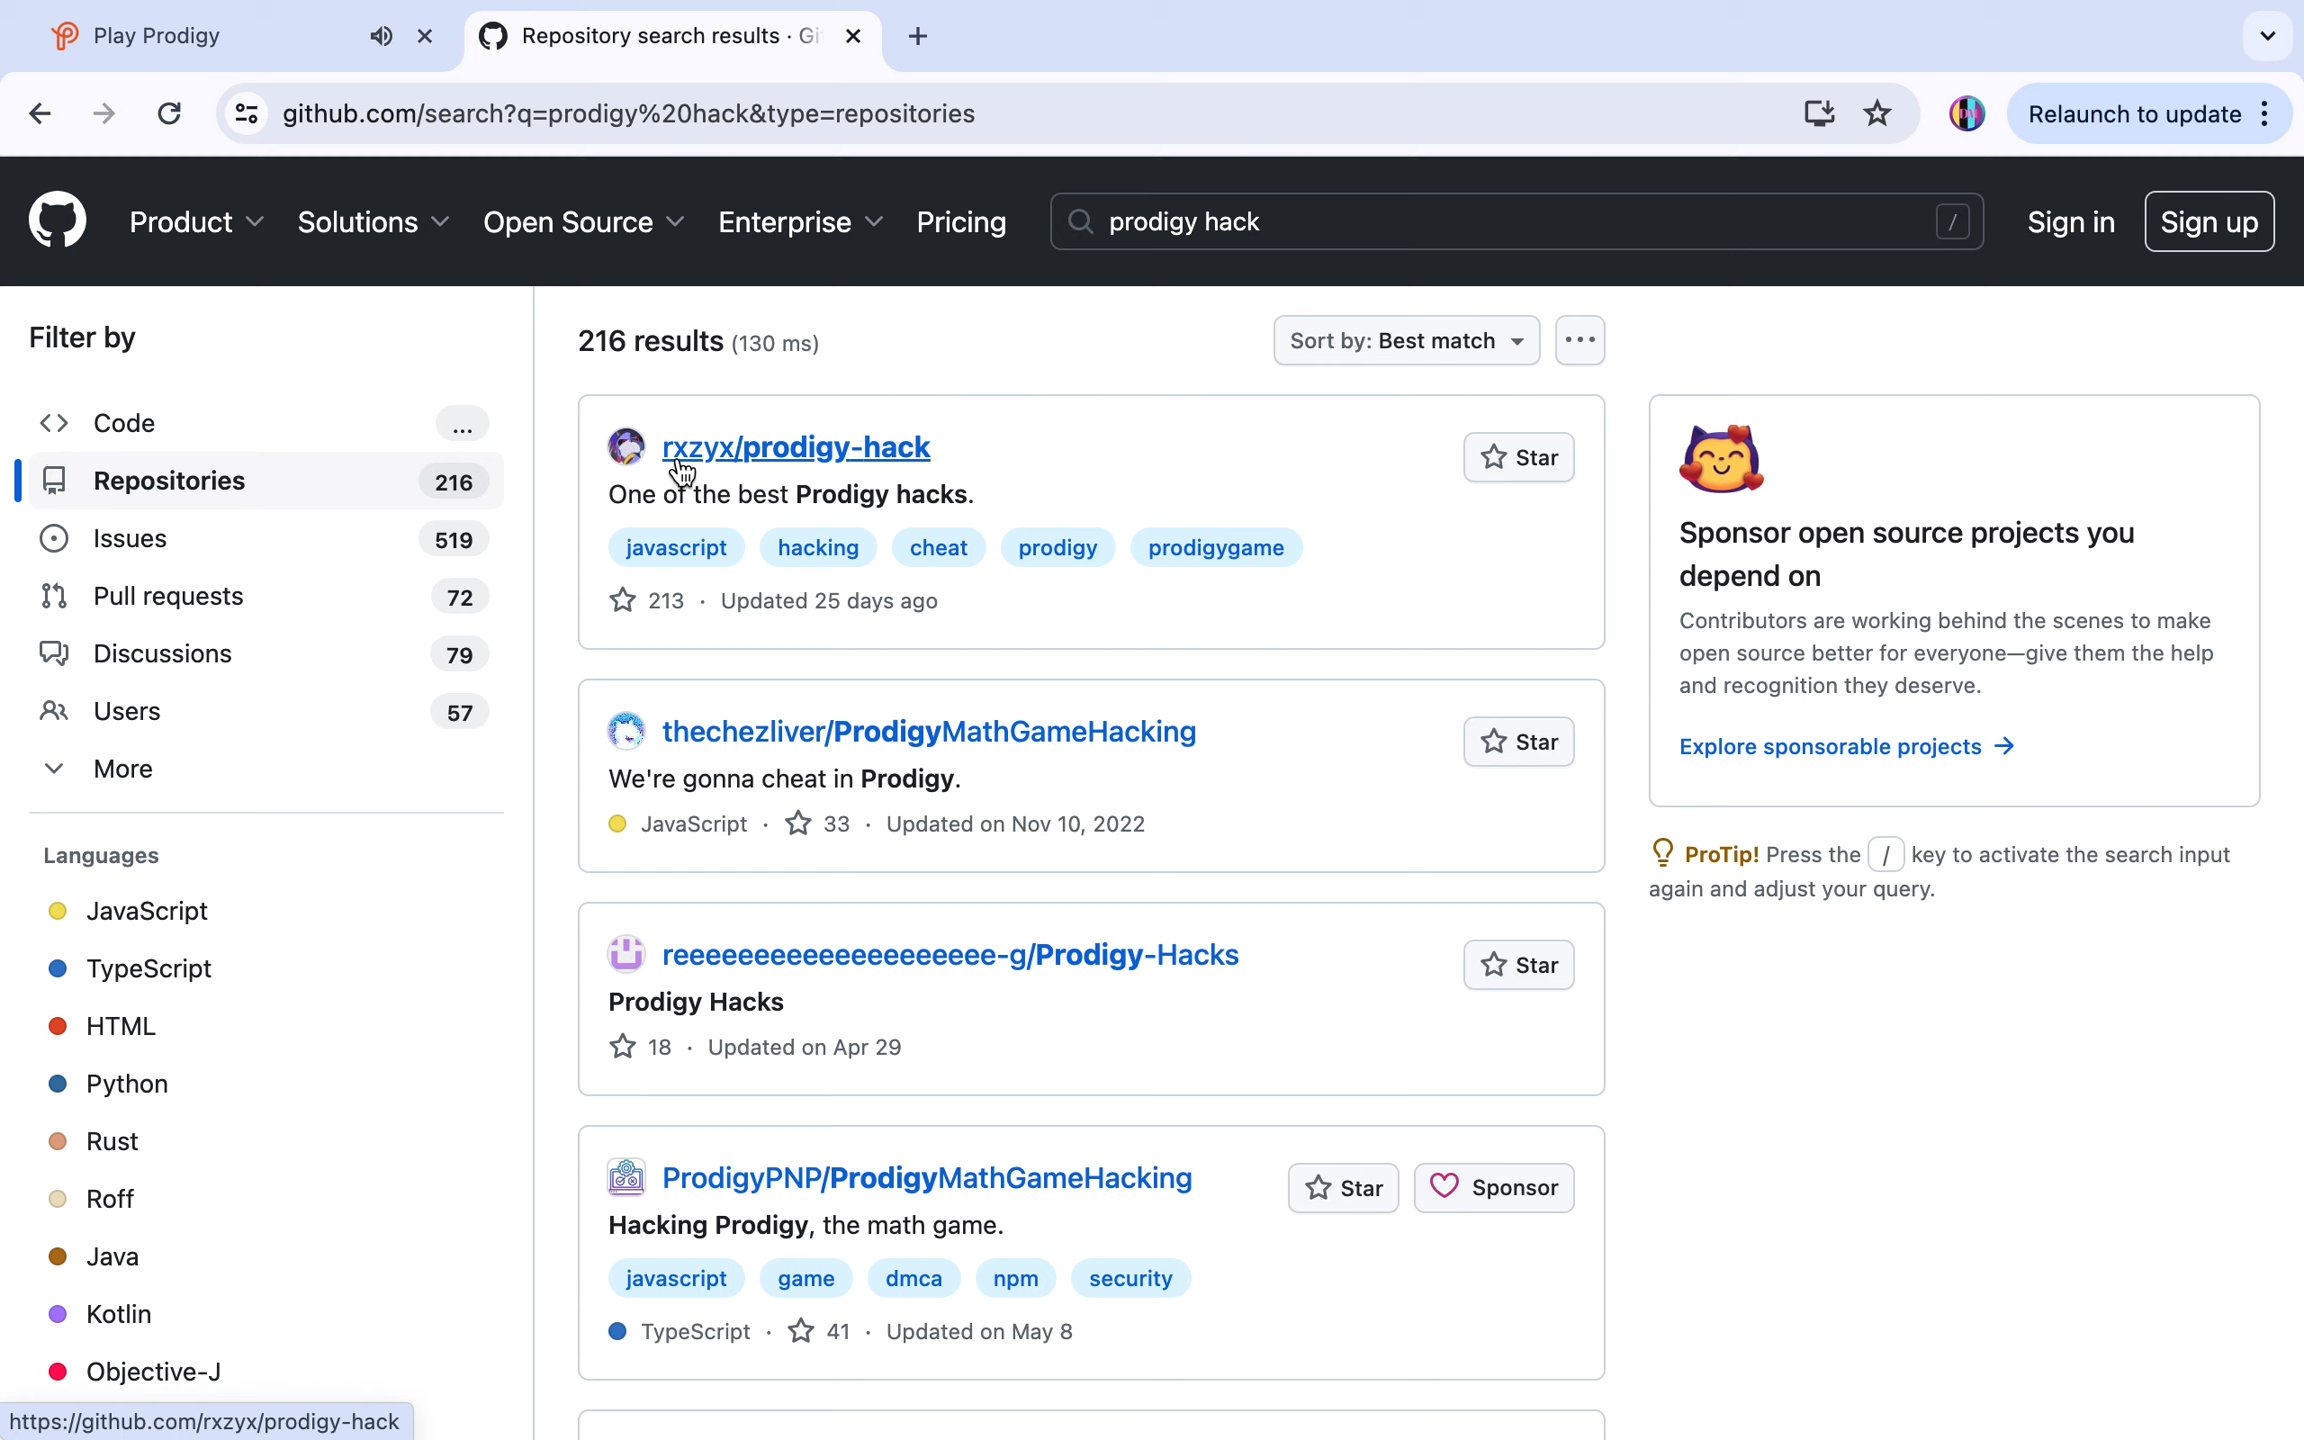 Play Prodigy
Repository search results · Gi
github.com/search?q=prodigy%20hack&type=repositories
Relaunch to update
Product
Solutions
Open Source
Enterprise
Pricing
prodigy hack
/
Sign in
Sign up
Filter by
Code
...
Repositories
216
Issues
519
Pull requests
72
Discussions
79
Users
57
More
Languages
JavaScript
TypeScript
HTML
Python
Rust
Roff
Java
Kotlin
Objective-J
https://github.com/rxzyx/prodigy-hack
216 results (130 ms)
Sort by: Best match
rxzyx/prodigy-hack
Star
One of the best Prodigy hacks.
javascript hacking cheat prodigy prodigygame
213 · Updated 25 days ago
thechezliver/ProdigyMathGameHacking
Star
We're gonna cheat in Prodigy.
JavaScript · 33 · Updated on Nov 10, 2022
reeeeeeeeeeeeeeeeeeee-g/Prodigy-Hacks
Star
Prodigy Hacks
18 · Updated on Apr 29
ProdigyPNP/ProdigyMathGameHacking
Star
Sponsor
Hacking Prodigy, the math game.
javascript game dmca npm security
TypeScript · 41 · Updated on May 8
Sponsor open source projects you
depend on
Contributors are working behind the scenes to make
open source better for everyone—give them the help
and recognition they deserve.
Explore sponsorable projects →
ProTip! Press the / key to activate the search input
again and adjust your query.